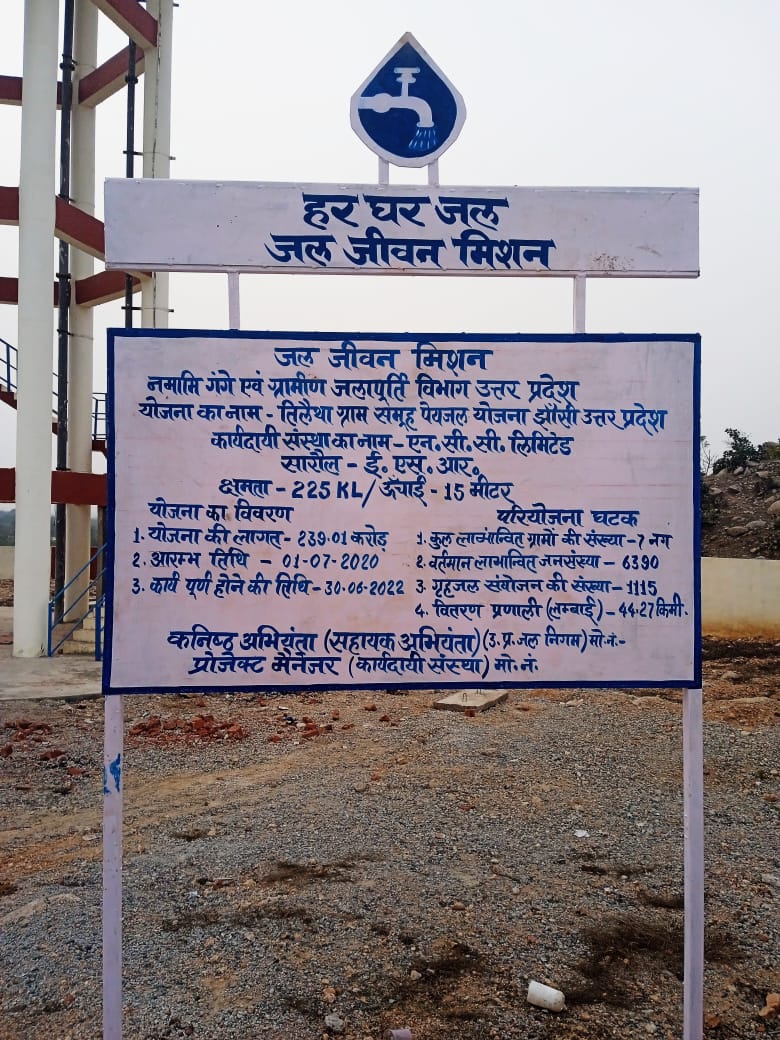 हर घर जल
जल जीवन मिशन
जल जीवन मिशन
नमामि गंगे एवं ग्रामीण जलापूर्ति विभाग उत्तर प्रदेश
योजना का नाम - तिलैथा ग्राम समूह पेयजल योजना झाँसी उत्तर प्रदेश
कार्यदायी संस्था का नाम - एन. सी. सी. लिमिटेड
सारौल - ई. एस. आर.
क्षमता - 225 KL / ऊँचाई - 15 मीटर
योजना का विवरण
1. योजना की लागत - 239.01 करोड़
2. आरम्भ तिथि - 01-07-2020
3. कार्य पूर्ण होने की तिथि - 30-06-2022
परियोजना घटक
1. कुल लाभान्वित ग्रामों की संख्या - 7 नग
2. वर्तमान लाभान्वित जनसंख्या - 6390
3. गृहजल संयोजन की संख्या - 1115
4. वितरण प्रणाली (लम्बाई) - 44.27 किमी.
कनिष्ठ अभियंता (सहायक अभियंता) (उ. प्र. जल निगम) मो. नं. -
प्रोजेक्ट मैनेजर (कार्यदायी संस्था) मो. नं.